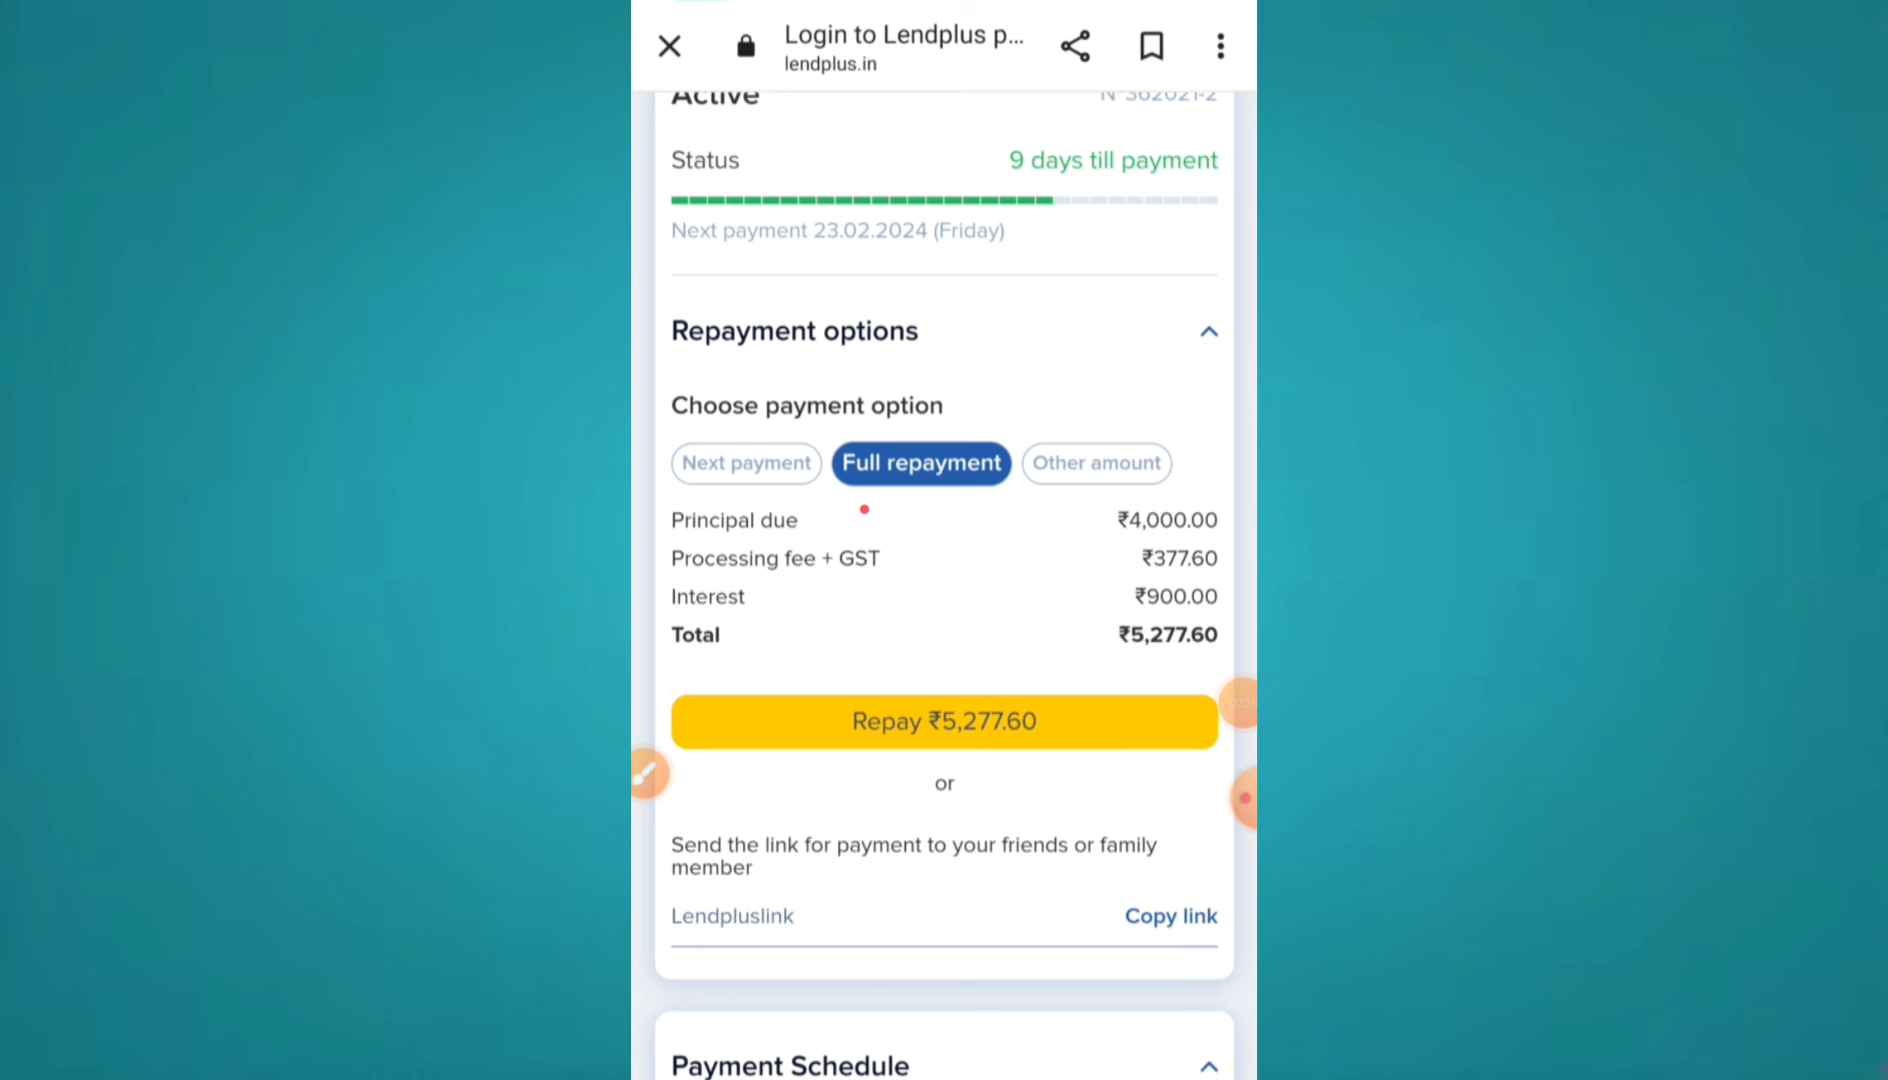 Login to Lendplus p...
lendplus.in
Active
N°362021-2
Status
9 days till payment
Next payment 23.02.2024 (Friday)
Repayment options
Choose payment option
Next payment
Full repayment
Other amount
Principal due
₹4,000.00
Processing fee + GST
₹377.60
Interest
₹900.00
Total
₹5,277.60
Repay ₹5,277.60
or
Send the link for payment to your friends or family
member
Lendpluslink
Copy link
Payment Schedule